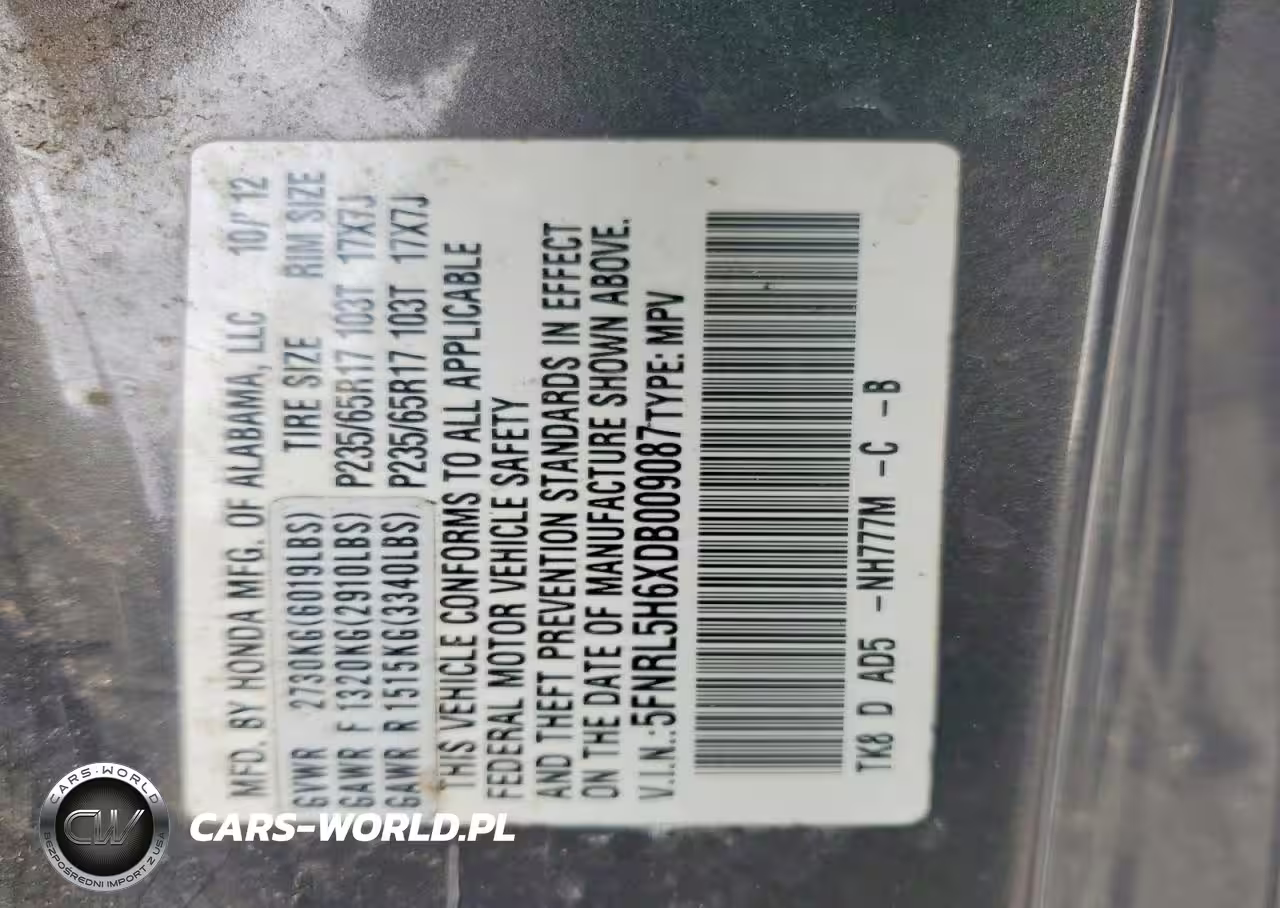 MFD. BY HONDA MFG. OF ALABAMA, LLC 10/'12
TIRE SIZE RIM SIZE
GVWR 2730KG(6019LBS)
GAWR F 1320KG(2910LBS) P235/65R17 103T 17X7J
GAWR R 1515KG(3340LBS) P235/65R17 103T 17X7J
THIS VEHICLE CONFORMS TO ALL APPLICABLE
FEDERAL MOTOR VEHICLE SAFETY
AND THEFT PREVENTION STANDARDS IN EFFECT
ON THE DATE OF MANUFACTURE SHOWN ABOVE.
V.I.N.:5FNRL5H6XDB009087 TYPE: MPV
TK8 D AD5 -NH777M -C -B
CARS-WORLD
CW
BEZPOŚREDNI IMPORT Z USA
CARS-WORLD.PL